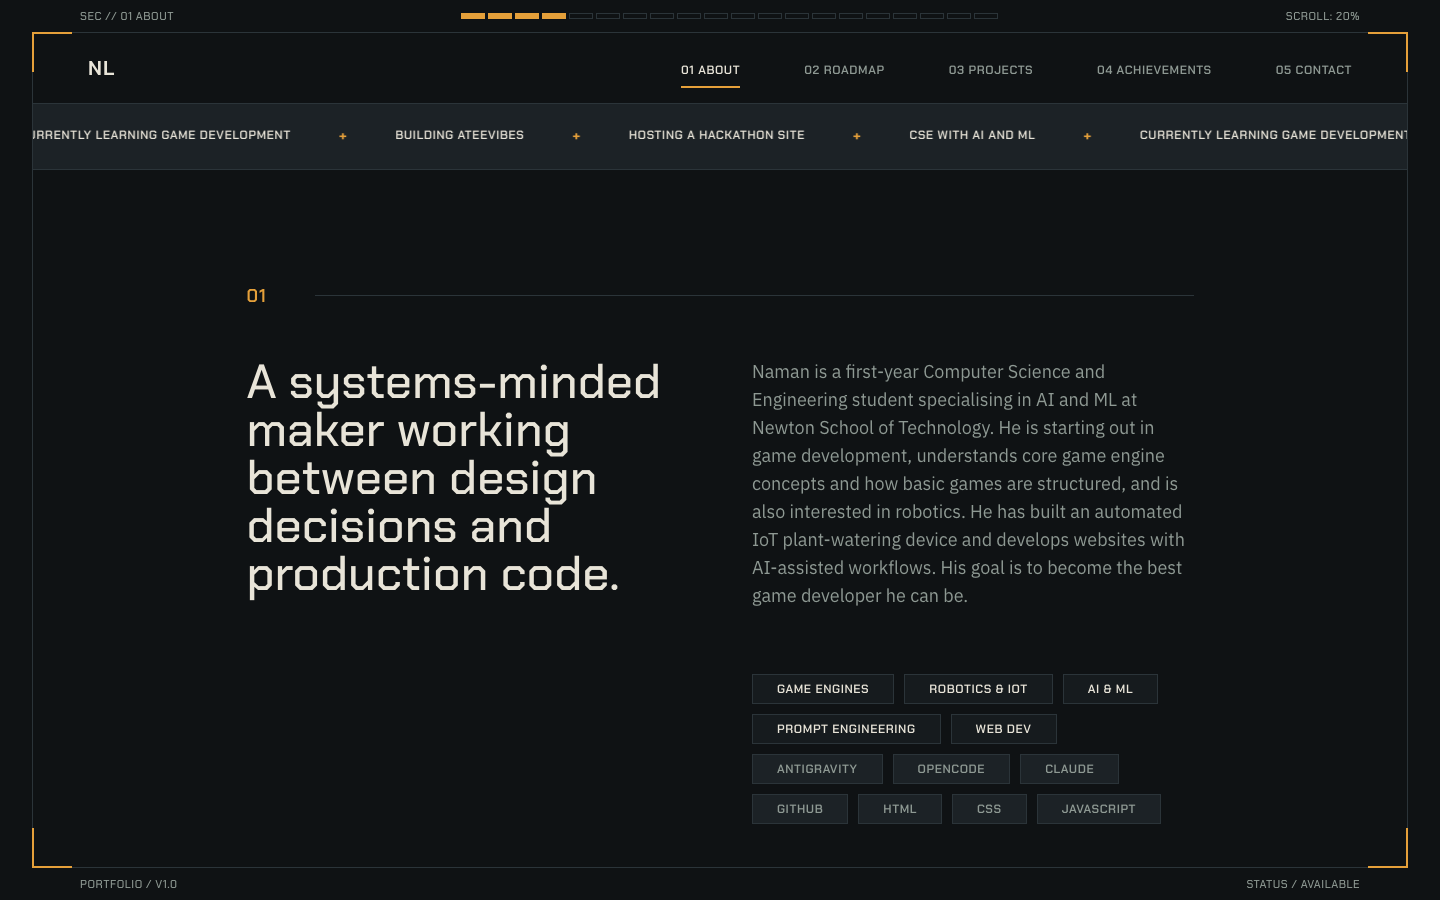 SEC // 01 ABOUT
SCROLL: 20%
NL
01 ABOUT
02 ROADMAP
03 PROJECTS
04 ACHIEVEMENTS
05 CONTACT
URRENTLY LEARNING GAME DEVELOPMENT + BUILDING ATEEVIBES + HOSTING A HACKATHON SITE + CSE WITH AI AND ML + CURRENTLY LEARNING GAME DEVELOPMENT
01
A systems-minded
maker working
between design
decisions and
production code.
Naman is a first-year Computer Science and
Engineering student specialising in AI and ML at
Newton School of Technology. He is starting out in
game development, understands core game engine
concepts and how basic games are structured, and is
also interested in robotics. He has built an automated
IoT plant-watering device and develops websites with
AI-assisted workflows. His goal is to become the best
game developer he can be.
GAME ENGINES
ROBOTICS & IOT
AI & ML
PROMPT ENGINEERING
WEB DEV
ANTIGRAVITY
OPENCODE
CLAUDE
GITHUB
HTML
CSS
JAVASCRIPT
PORTFOLIO / V1.0
STATUS / AVAILABLE